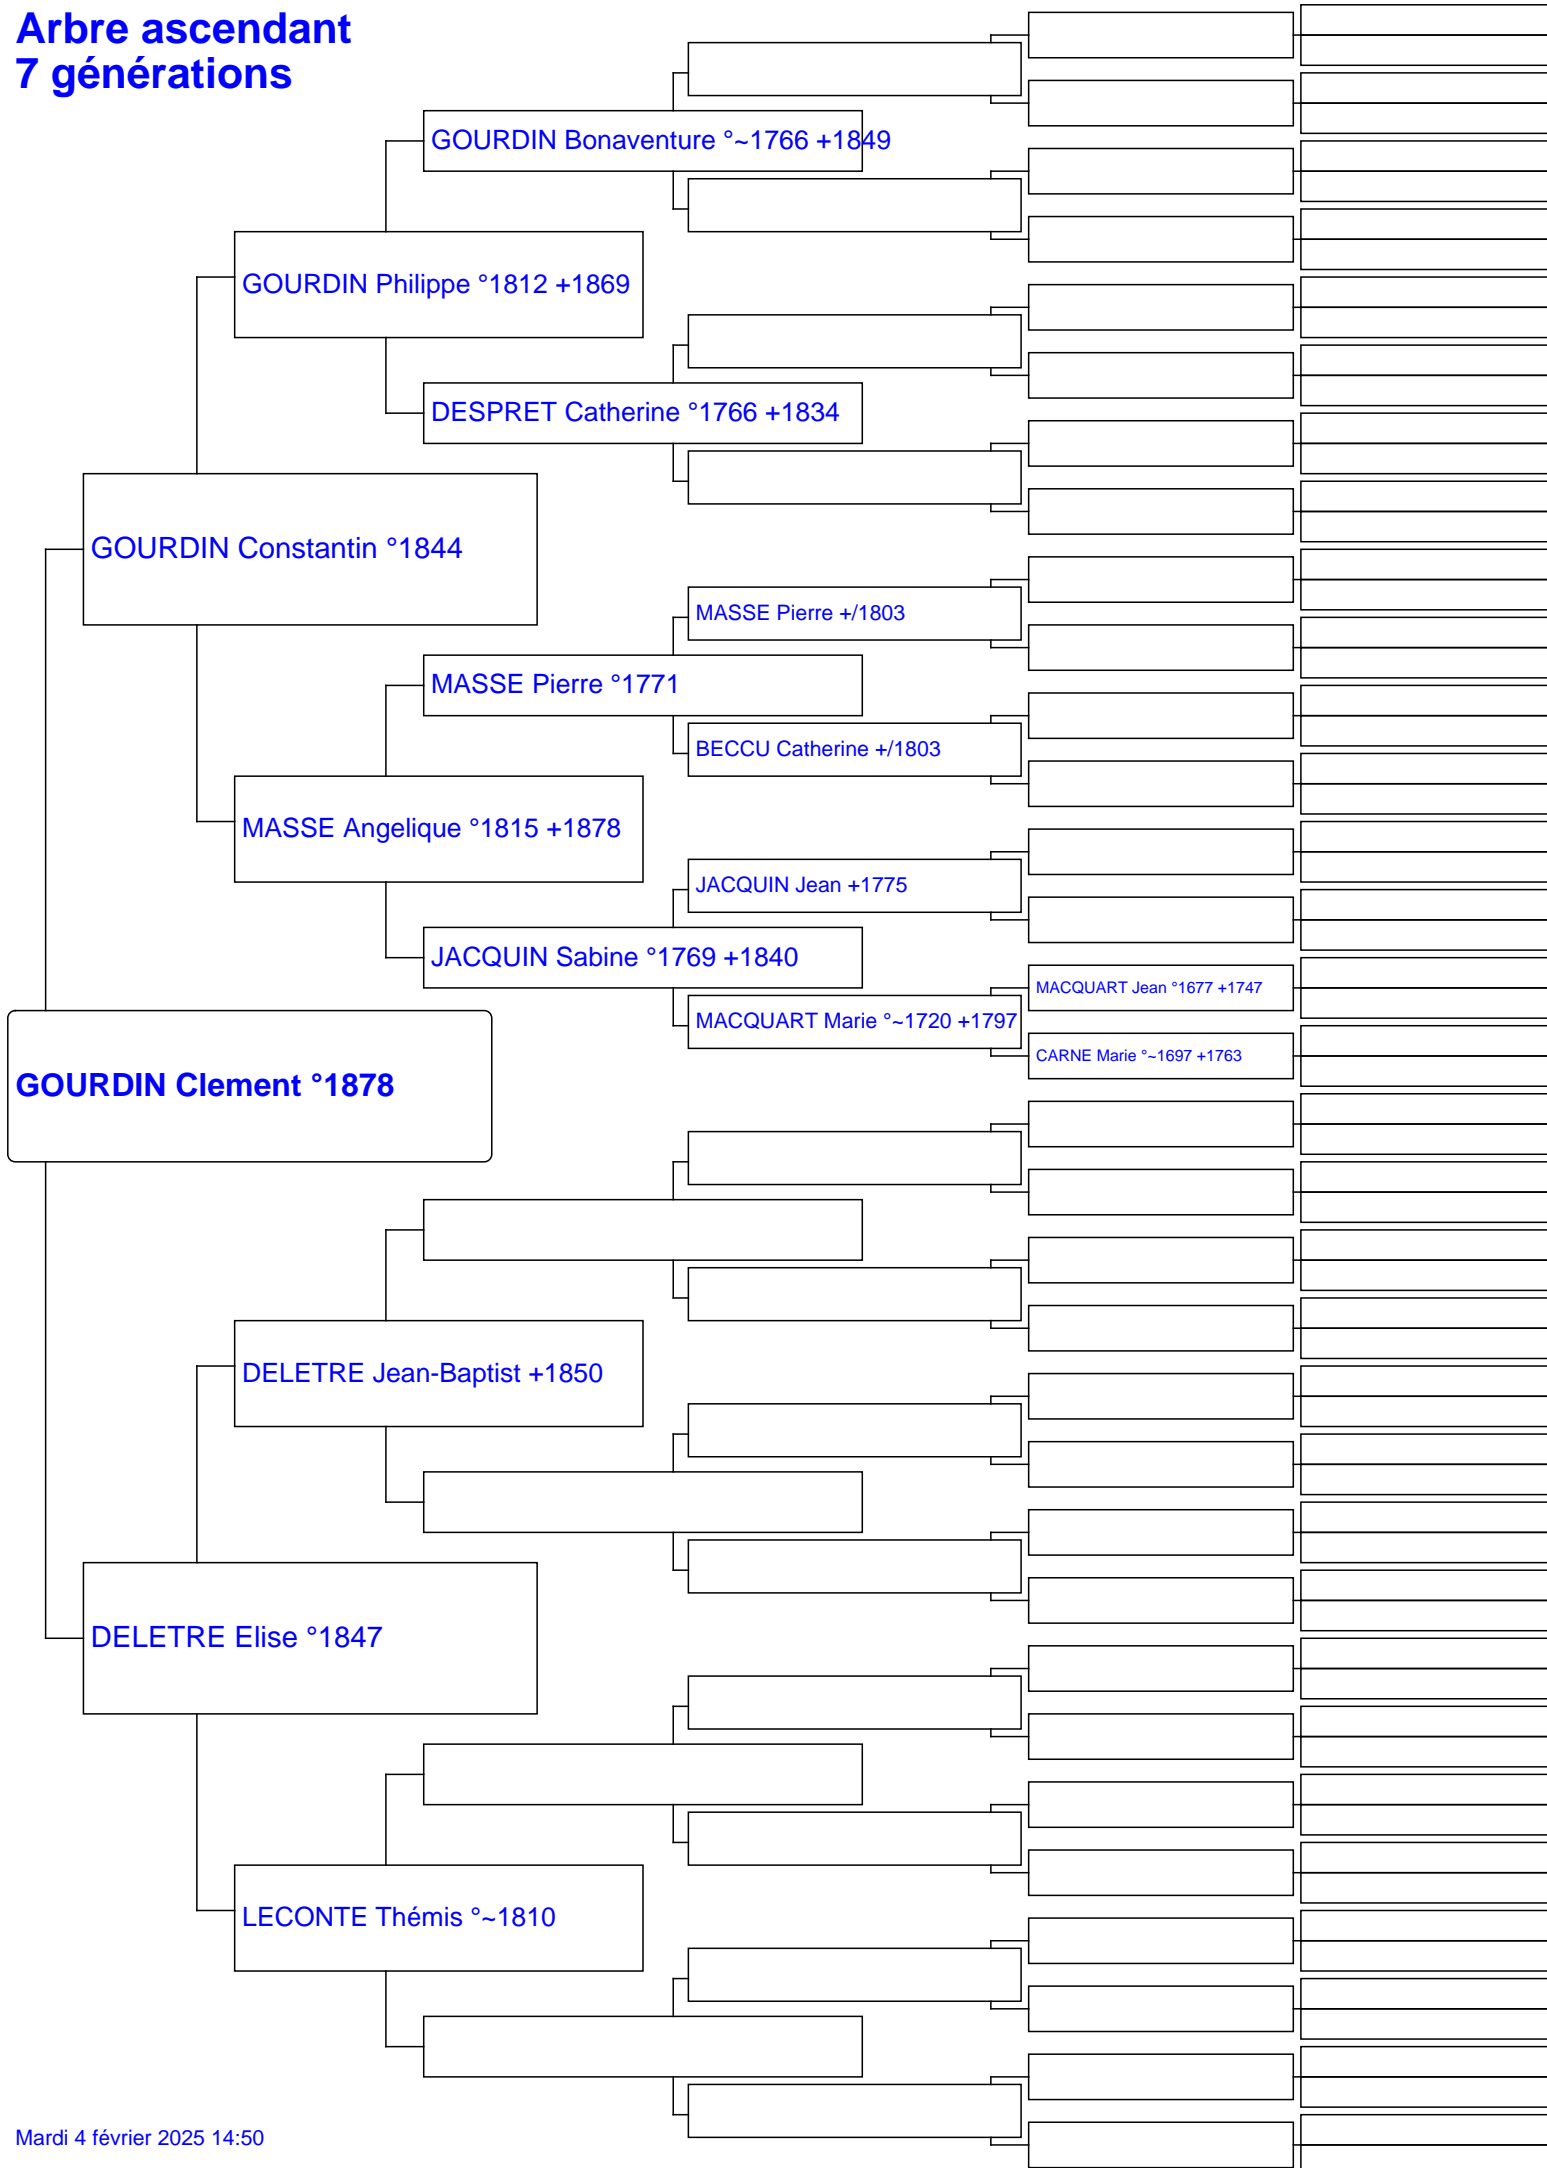 Arbre ascendant
7 générations
GOURDIN Bonaventure °~1766 +1849
GOURDIN Philippe °1812 +1869
DESPRET Catherine °1766 +1834
GOURDIN Constantin °1844
MASSE Pierre +/1803
MASSE Pierre °1771
BECCU Catherine +/1803
MASSE Angelique °1815 +1878
JACQUIN Jean +1775
JACQUIN Sabine °1769 +1840
MACQUART Jean °1677 +1747
MACQUART Marie °~1720 +1797
CARNE Marie °~1697 +1763
GOURDIN Clement °1878
DELETRE Jean-Baptist +1850
DELETRE Elise °1847
LECONTE Thémis °~1810
Mardi 4 février 2025 14:50